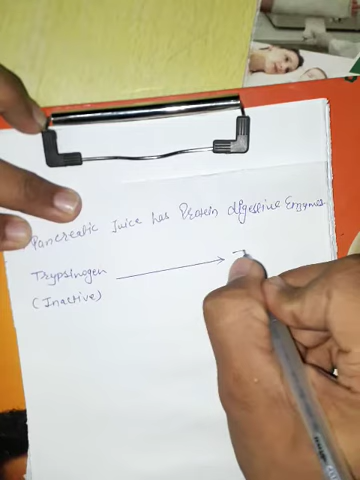 Pancreatic Juice has Protein digestive Enzymes
Trypsinogen
(Inactive)